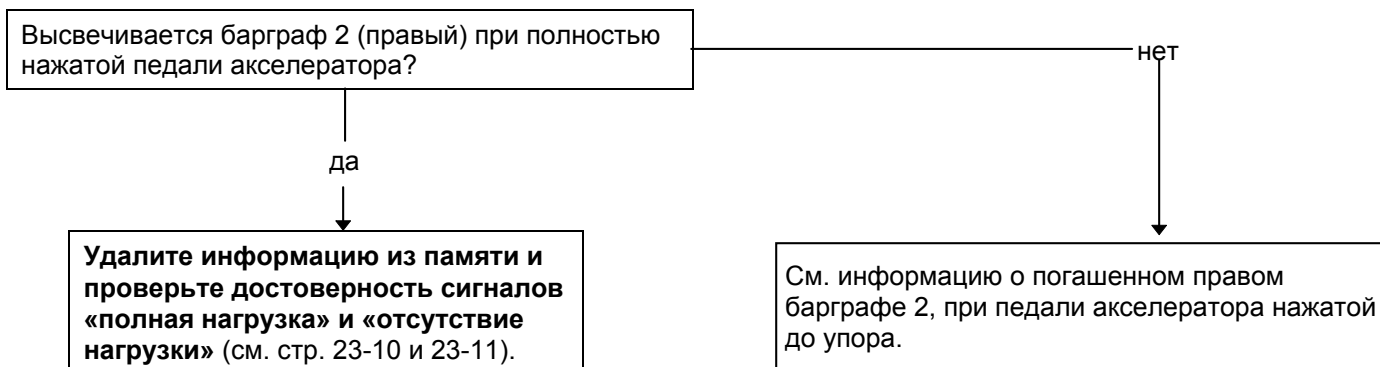 Высвечивается барграф 2 (правый) при полностью
нажатой педали акселератора?
нет
да
Удалите информацию из памяти и
проверьте достоверность сигналов
«полная нагрузка» и «отсутствие
нагрузки» (см. стр. 23-10 и 23-11).
См. информацию о погашенном правом
барграфе 2, при педали акселератора нажатой
до упора.